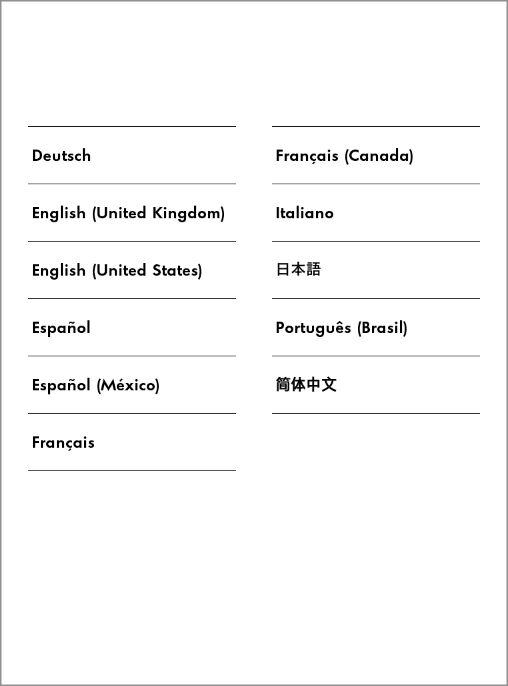 Deutsch
English (United Kingdom)
English (United States)
Español
Español (México)
Français
Français (Canada)
Italiano
日本語
Português (Brasil)
简体中文